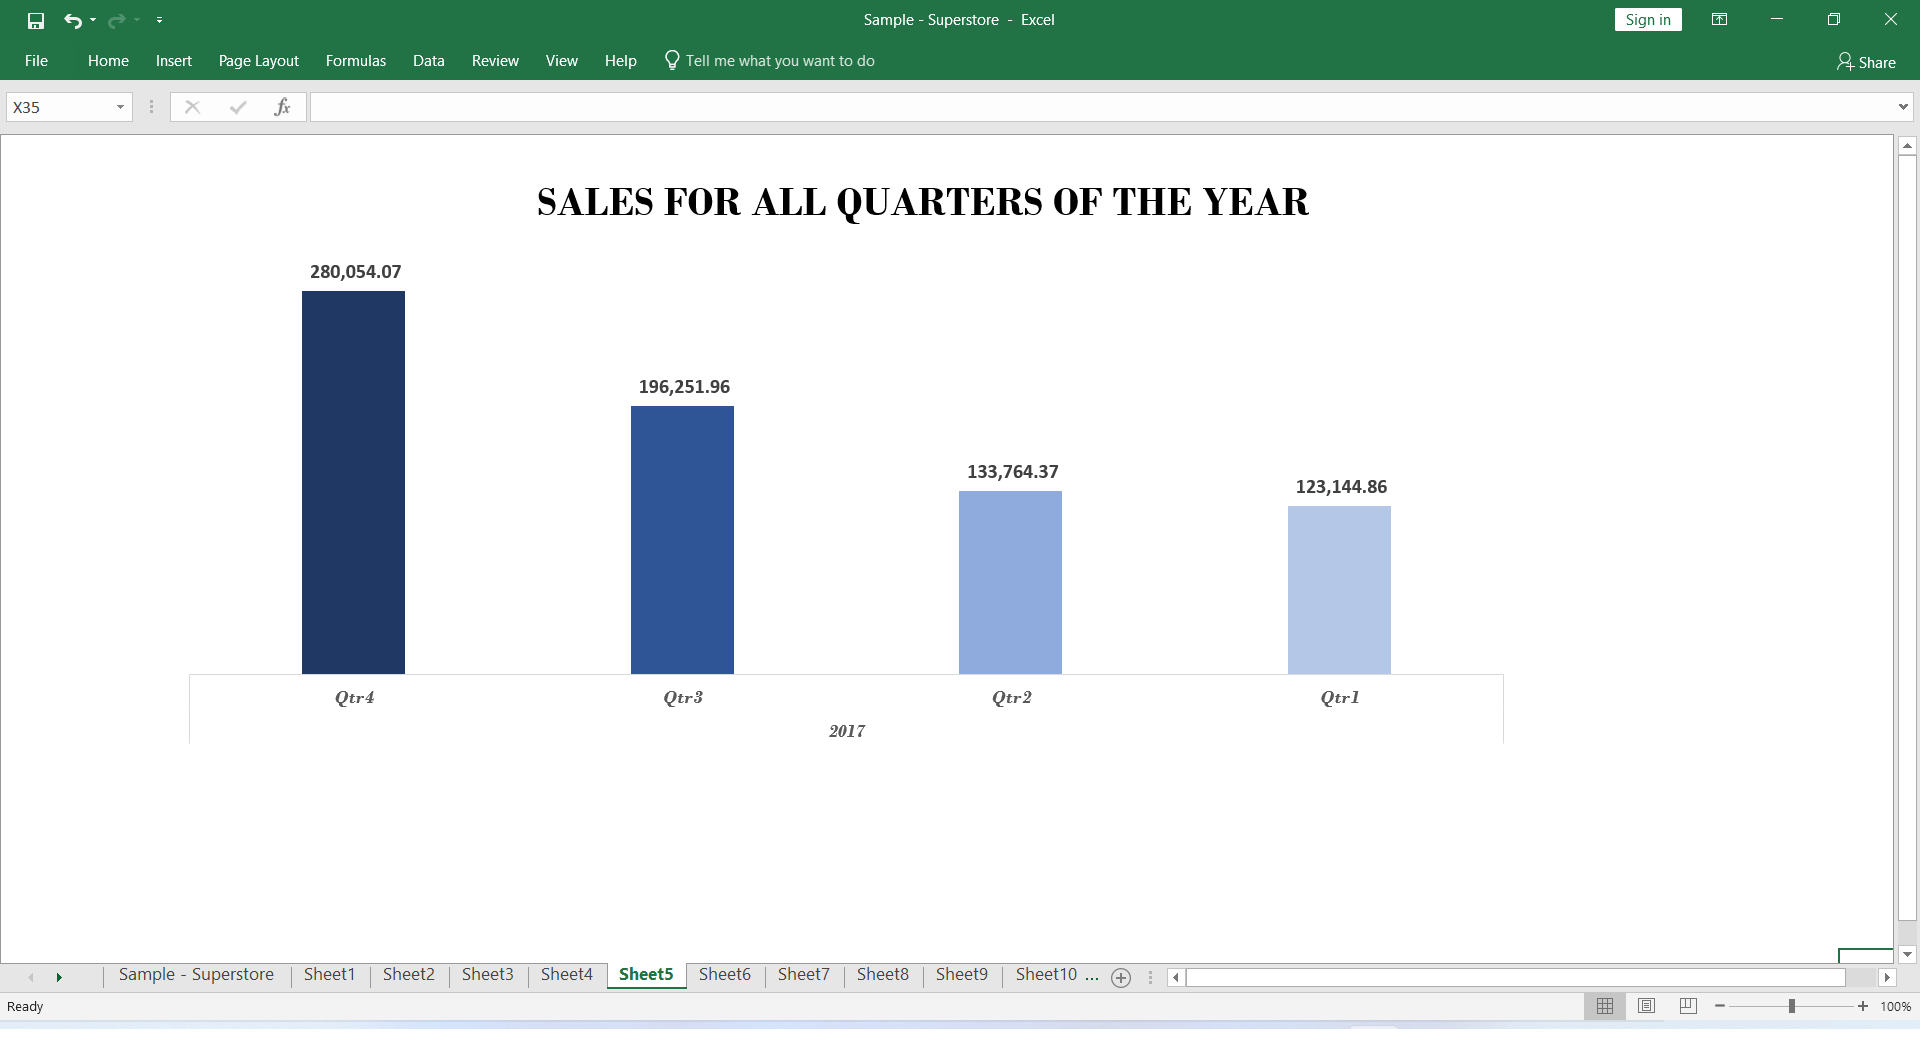 Sample - Superstore - Excel
Sign in
File Home Insert Page Layout Formulas Data Review View Help Tell me what you want to do Share
X35 fx
SALES FOR ALL QUARTERS OF THE YEAR
280,054.07
196,251.96
133,764.37
123,144.86
Qtr4 Qtr3 Qtr2 Qtr1
2017
Sample - Superstore Sheet1 Sheet2 Sheet3 Sheet4 Sheet5 Sheet6 Sheet7 Sheet8 Sheet9 Sheet10 ...
Ready 100%